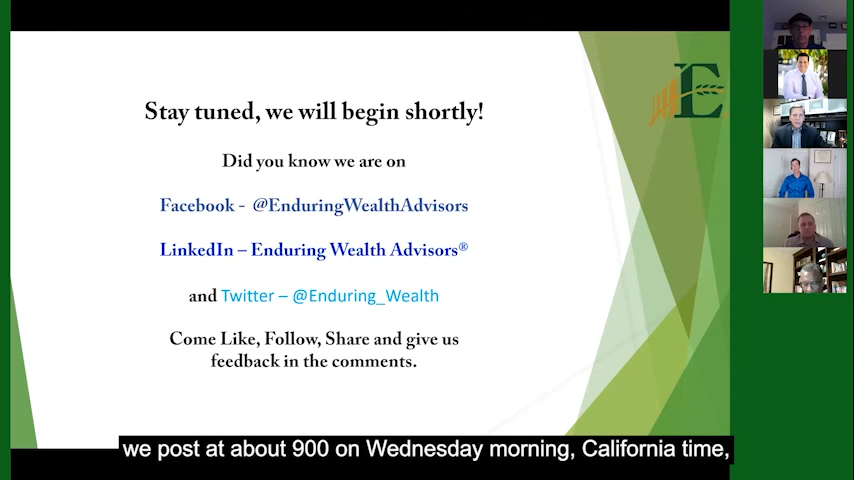 E
Stay tuned, we will begin shortly!
Did you know we are on
Facebook - @EnduringWealthAdvisors
LinkedIn – Enduring Wealth Advisors®
and Twitter – @Enduring_Wealth
Come Like, Follow, Share and give us
feedback in the comments.
we post at about 900 on Wednesday morning, California time,